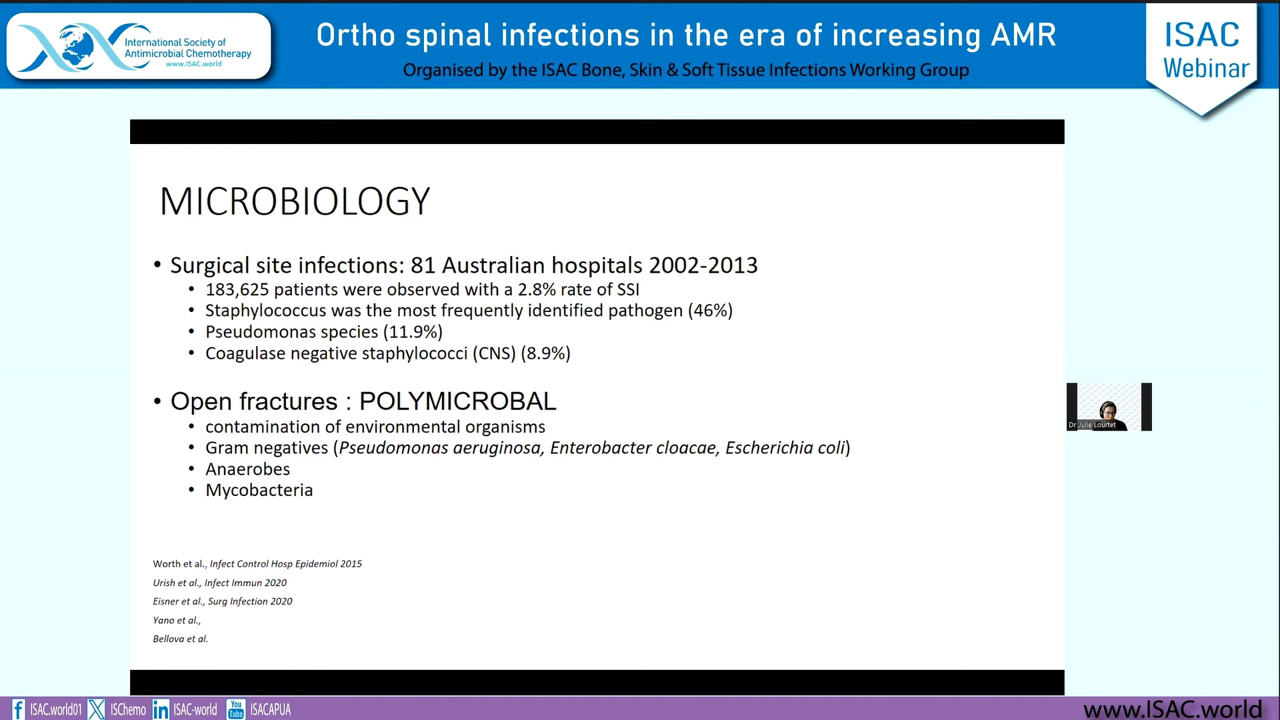 International Society of
Antimicrobial Chemotherapy
www.ISAC.world
Ortho spinal infections in the era of increasing AMR
Organised by the ISAC Bone, Skin & Soft Tissue Infections Working Group
ISAC
Webinar
MICROBIOLOGY
• Surgical site infections: 81 Australian hospitals 2002-2013
• 183,625 patients were observed with a 2.8% rate of SSI
• Staphylococcus was the most frequently identified pathogen (46%)
• Pseudomonas species (11.9%)
• Coagulase negative staphylococci (CNS) (8.9%)
• Open fractures : POLYMICROBAL
• contamination of environmental organisms
• Gram negatives (Pseudomonas aeruginosa, Enterobacter cloacae, Escherichia coli)
• Anaerobes
• Mycobacteria
Worth et al., Infect Control Hosp Epidemiol 2015
Urish et al., Infect Immun 2020
Eisner et al., Surg Infection 2020
Yano et al.,
Bellova et al.
Dr Julie Lourtet
f ISAC.world01 X ISChemo in ISAC-world You Tube ISACAPUA
www.ISAC.world